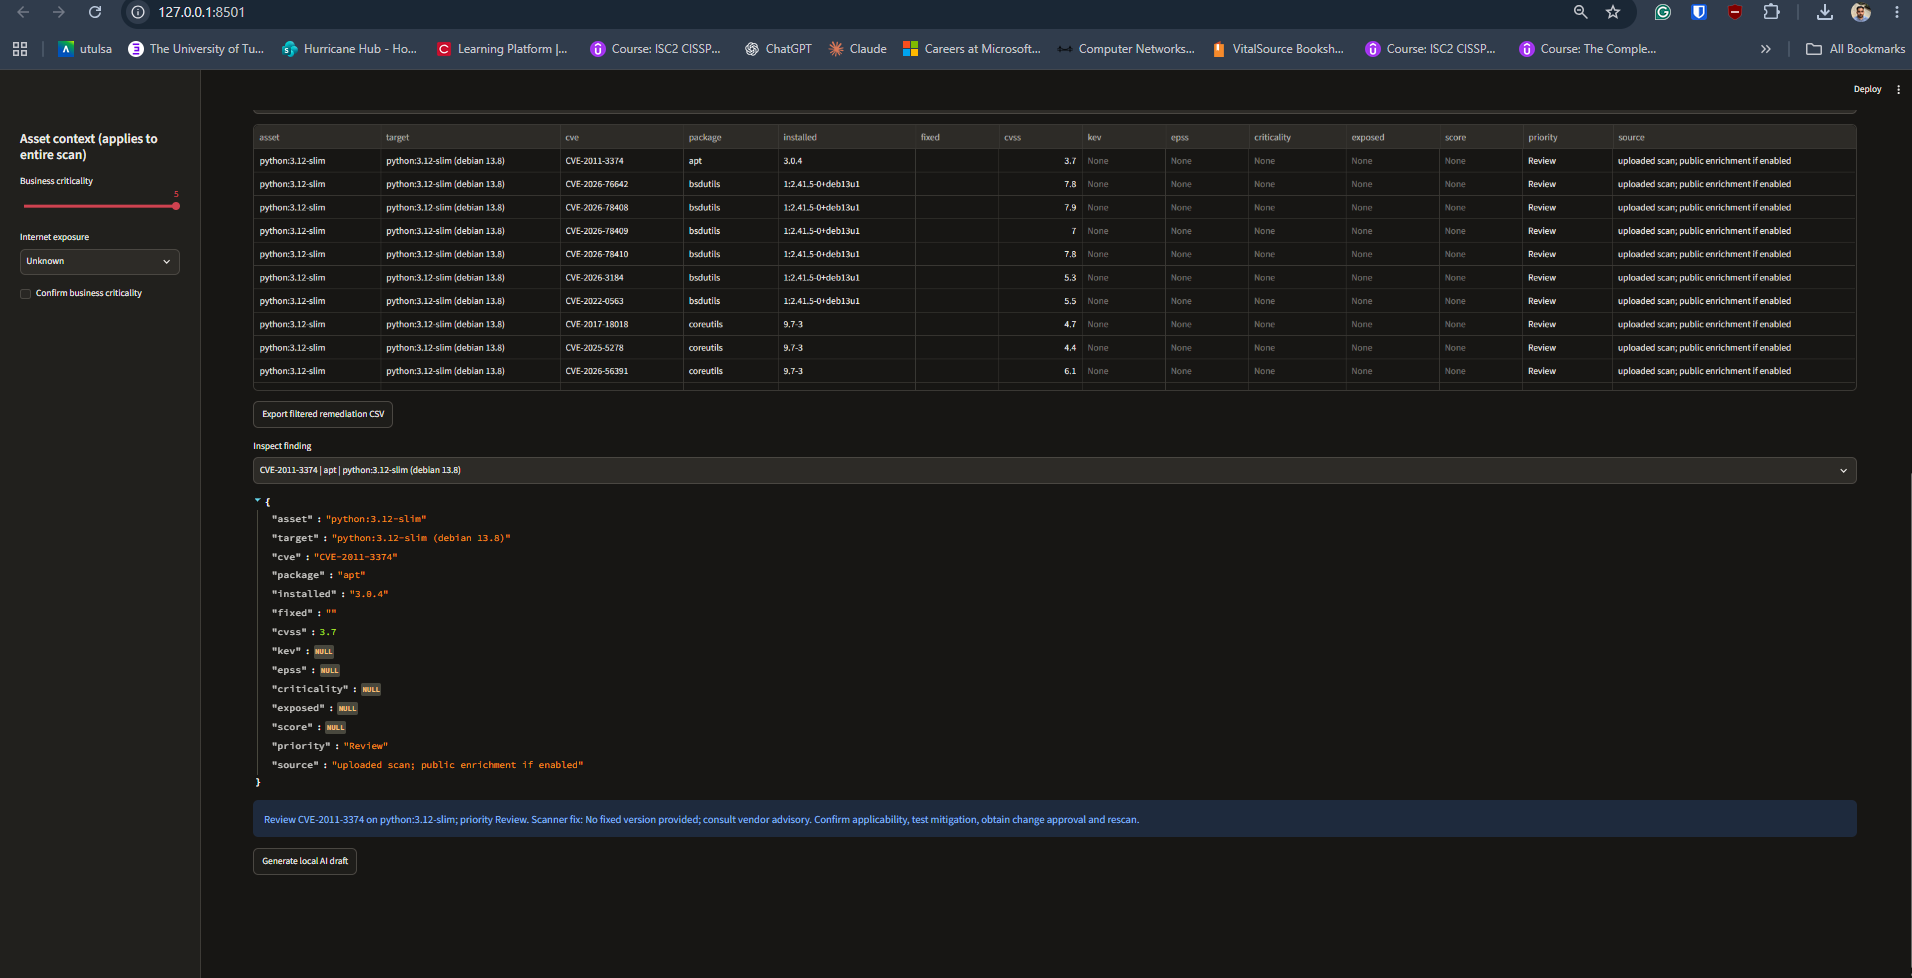 127.0.0.1:8501
utulsa
The University of Tu...
Hurricane Hub - Ho...
Learning Platform |...
Course: ISC2 CISSP...
ChatGPT
Claude
Careers at Microsoft...
Computer Networks...
VitalSource Booksh...
Course: ISC2 CISSP...
Course: The Comple...
All Bookmarks
Deploy
Asset context (applies to
entire scan)
Business criticality
5
Internet exposure
Unknown
Confirm business criticality
asset target cve package installed fixed cvss kev epss criticality exposed score priority source
python:3.12-slim python:3.12-slim (debian 13.8) CVE-2011-3374 apt 3.0.4 3.7 None None None None None Review uploaded scan; public enrichment if enabled
python:3.12-slim python:3.12-slim (debian 13.8) CVE-2026-76642 bsdutils 1:2.41.5-0+deb13u1 7.8 None None None None None Review uploaded scan; public enrichment if enabled
python:3.12-slim python:3.12-slim (debian 13.8) CVE-2026-78408 bsdutils 1:2.41.5-0+deb13u1 7.9 None None None None None Review uploaded scan; public enrichment if enabled
python:3.12-slim python:3.12-slim (debian 13.8) CVE-2026-78409 bsdutils 1:2.41.5-0+deb13u1 7 None None None None None Review uploaded scan; public enrichment if enabled
python:3.12-slim python:3.12-slim (debian 13.8) CVE-2026-78410 bsdutils 1:2.41.5-0+deb13u1 7.8 None None None None None Review uploaded scan; public enrichment if enabled
python:3.12-slim python:3.12-slim (debian 13.8) CVE-2026-3184 bsdutils 1:2.41.5-0+deb13u1 5.3 None None None None None Review uploaded scan; public enrichment if enabled
python:3.12-slim python:3.12-slim (debian 13.8) CVE-2022-0563 bsdutils 1:2.41.5-0+deb13u1 5.5 None None None None None Review uploaded scan; public enrichment if enabled
python:3.12-slim python:3.12-slim (debian 13.8) CVE-2017-18018 coreutils 9.7-3 4.7 None None None None None Review uploaded scan; public enrichment if enabled
python:3.12-slim python:3.12-slim (debian 13.8) CVE-2025-5278 coreutils 9.7-3 4.4 None None None None None Review uploaded scan; public enrichment if enabled
python:3.12-slim python:3.12-slim (debian 13.8) CVE-2026-56391 coreutils 9.7-3 6.1 None None None None None Review uploaded scan; public enrichment if enabled
Export filtered remediation CSV
Inspect finding
CVE-2011-3374 | apt | python:3.12-slim (debian 13.8)
{
"asset" : "python:3.12-slim"
"target" : "python:3.12-slim (debian 13.8)"
"cve" : "CVE-2011-3374"
"package" : "apt"
"installed" : "3.0.4"
"fixed" : ""
"cvss" : 3.7
"kev" : NULL
"epss" : NULL
"criticality" : NULL
"exposed" : NULL
"score" : NULL
"priority" : "Review"
"source" : "uploaded scan; public enrichment if enabled"
}
Review CVE-2011-3374 on python:3.12-slim; priority Review. Scanner fix: No fixed version provided; consult vendor advisory. Confirm applicability, test mitigation, obtain change approval and rescan.
Generate local AI draft